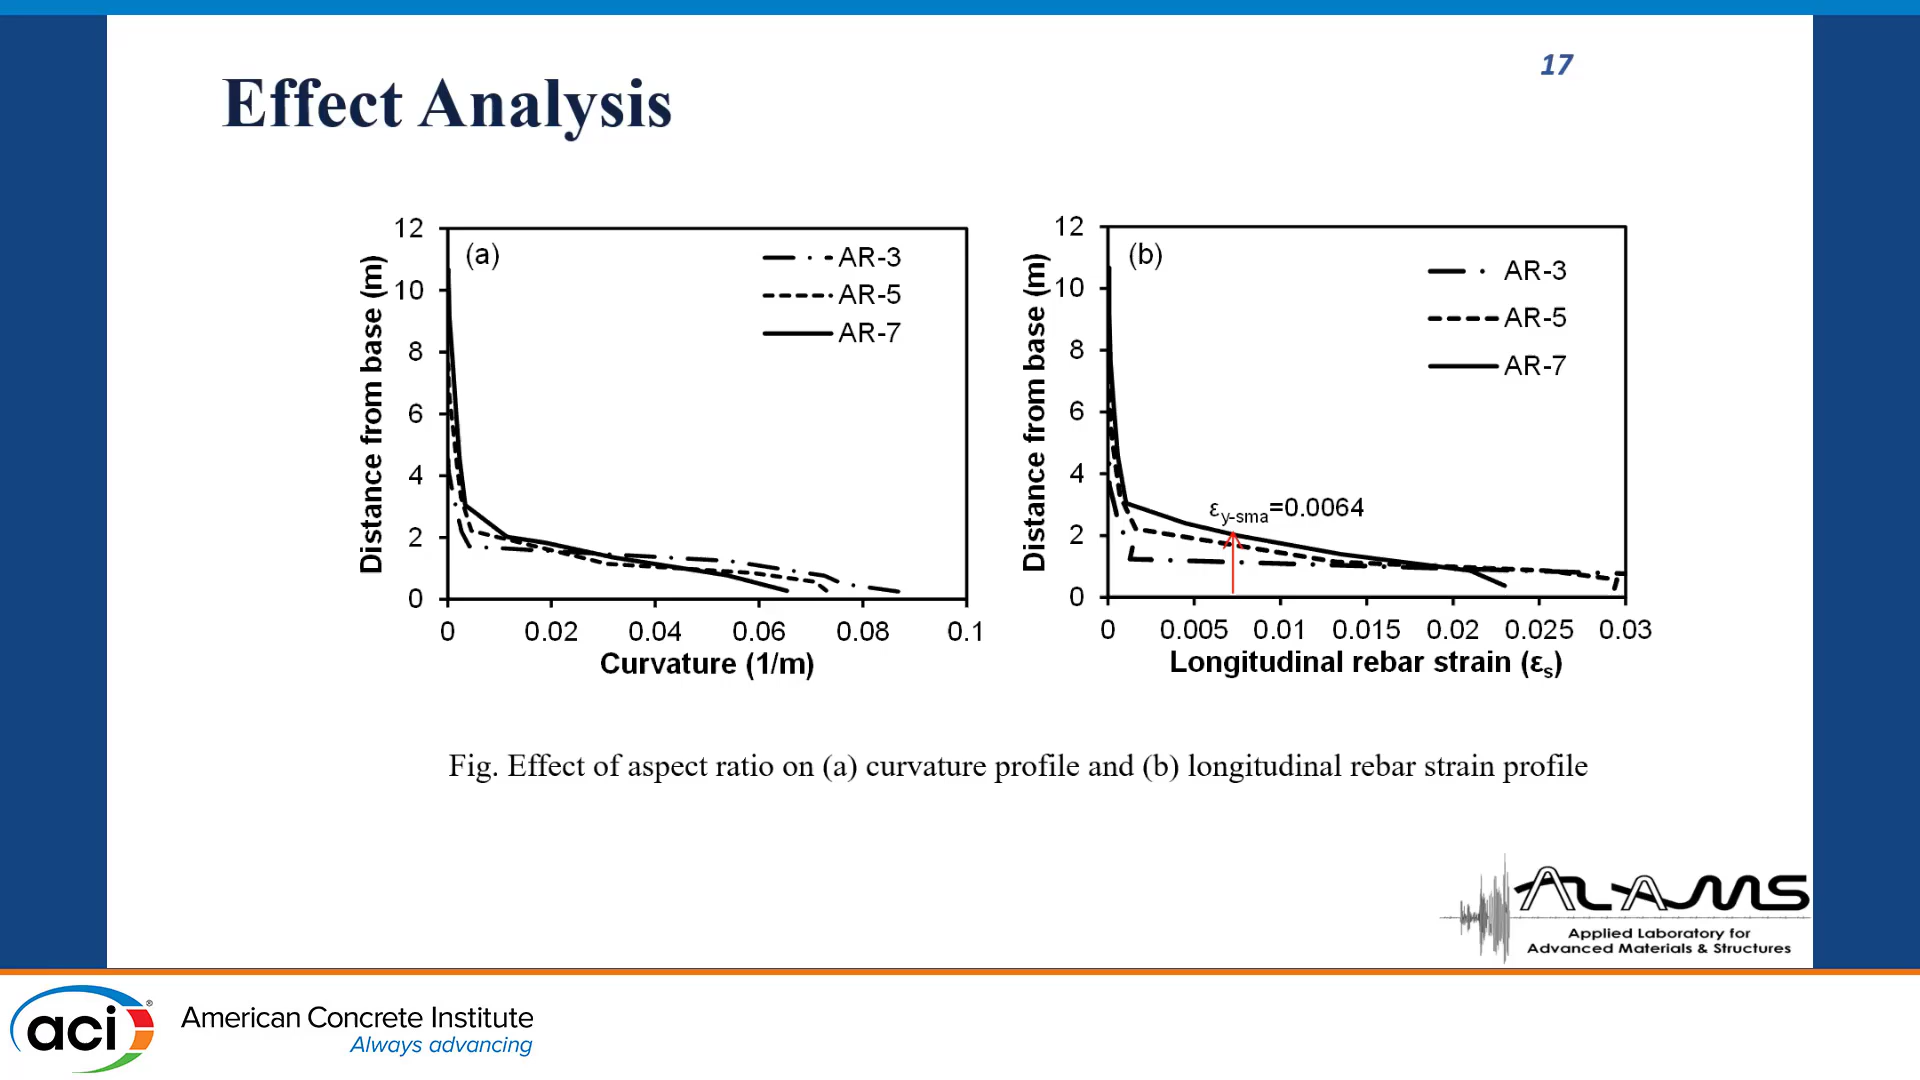 17
Effect Analysis
Distance from base (m)
12
10
8
6
4
2
0
(a)
AR-3
AR-5
AR-7
0 0.02 0.04 0.06 0.08 0.1
Curvature (1/m)
Distance from base (m)
12
10
8
6
4
2
0
(b)
AR-3
AR-5
AR-7
εy-sma=0.0064
0 0.005 0.01 0.015 0.02 0.025 0.03
Longitudinal rebar strain (εs)
Fig. Effect of aspect ratio on (a) curvature profile and (b) longitudinal rebar strain profile
ALAMS
Applied Laboratory for
Advanced Materials & Structures
aci®
American Concrete Institute
Always advancing